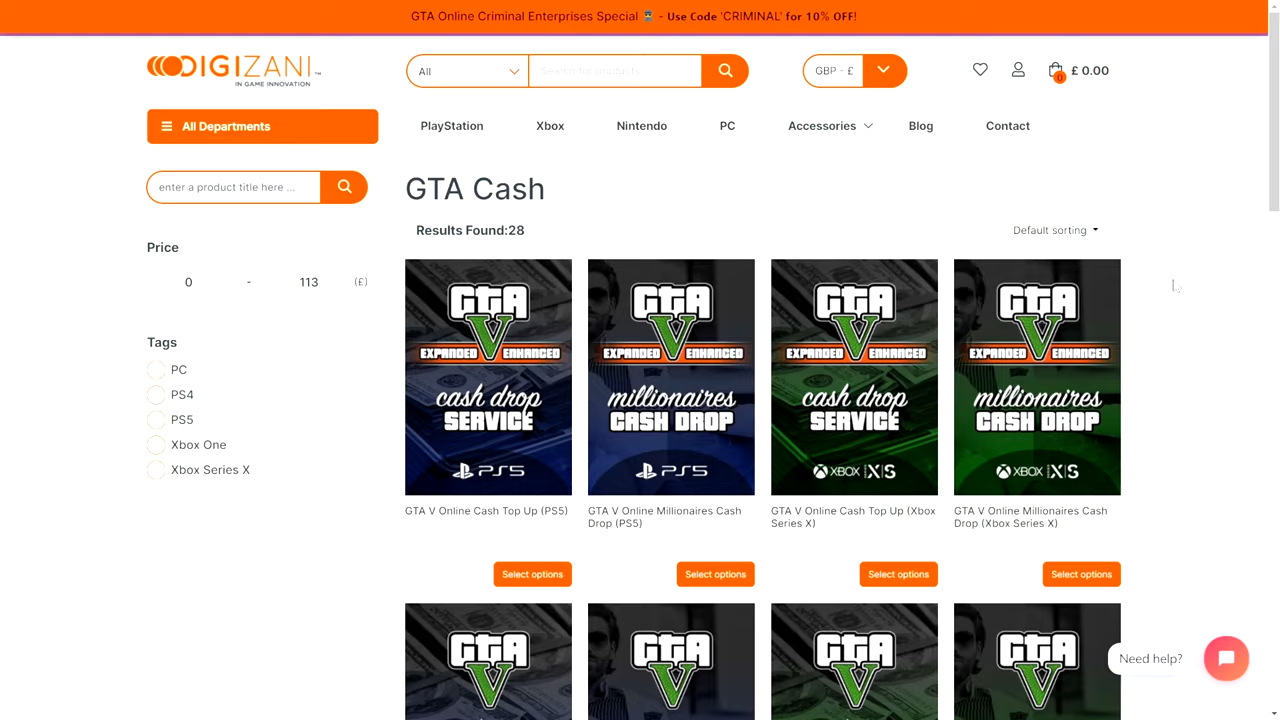 GTA Online Criminal Enterprises Special - Use Code 'CRIMINAL' for 10% OFF!
DIGIZANI™
IN GAME INNOVATION
All
Search for products
GBP - £
0
£ 0.00
All Departments
PlayStation
Xbox
Nintendo
PC
Accessories
Blog
Contact
enter a product title here ...
GTA Cash
Results Found:28
Default sorting
Price
0 - 113 (£)
Tags
PC
PS4
PS5
Xbox One
Xbox Series X
GTA
V
EXPANDED ENHANCED
cash drop
SERVICE
PS5
GTA
V
EXPANDED ENHANCED
millionaires
CASH DROP
PS5
GTA
V
EXPANDED ENHANCED
cash drop
SERVICE
XBOX SERIES X|S
GTA
V
EXPANDED ENHANCED
millionaires
CASH DROP
XBOX SERIES X|S
GTA V Online Cash Top Up (PS5)
GTA V Online Millionaires Cash
Drop (PS5)
GTA V Online Cash Top Up (Xbox
Series X)
GTA V Online Millionaires Cash
Drop (Xbox Series X)
Select options
Select options
Select options
Select options
GTA
V
GTA
V
GTA
V
GTA
V
Need help?